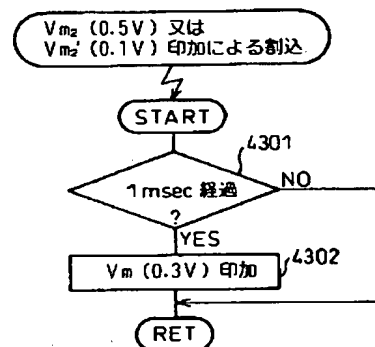 Vm₂ (0.5V) 又は
Vm₂' (0.1V) 印加による割込
START
4301
1msec 経過
?
NO
YES
Vm (0.3V) 印加
4302
RET